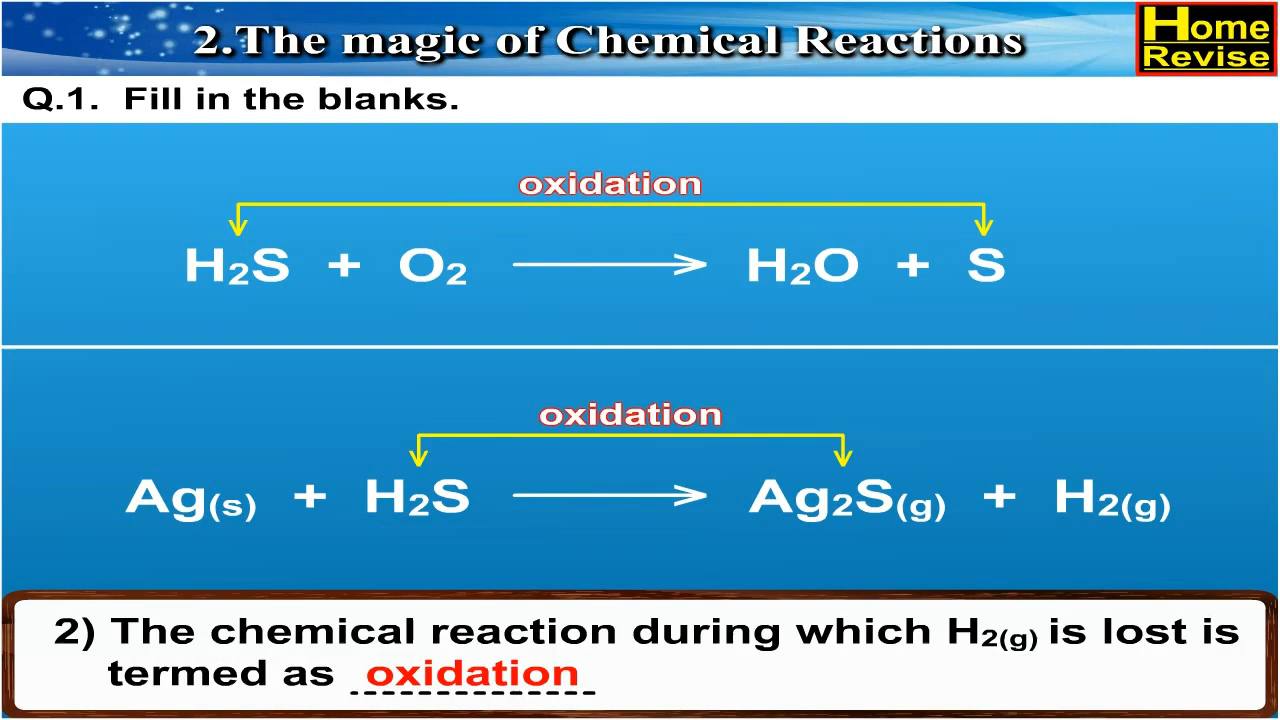 2.The magic of Chemical Reactions
Home
Revise
Q.1. Fill in the blanks.
oxidation
H₂S + O₂ ⟶ H₂O + S
oxidation
Ag(s) + H₂S ⟶ Ag₂S(g) + H₂(g)
2) The chemical reaction during which H₂(g) is lost is
termed as oxidation